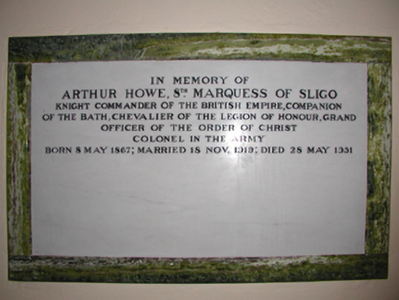 IN MEMORY OF
ARTHUR HOWE, 8TH MARQUESS OF SLIGO
KNIGHT COMMANDER OF THE BRITISH EMPIRE, COMPANION
OF THE BATH, CHEVALIER OF THE LEGION OF HONOUR, GRAND
OFFICER OF THE ORDER OF CHRIST
COLONEL IN THE ARMY
BORN 8 MAY 1867; MARRIED 18 NOV. 1919; DIED 28 MAY 1951